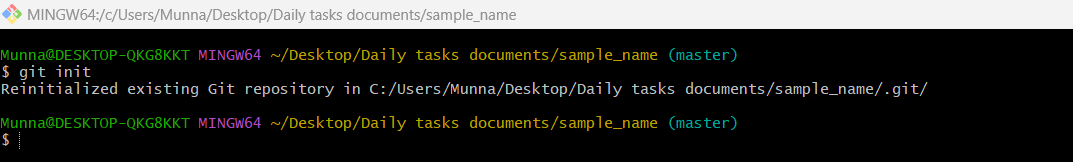 MINGW64:/c/Users/Munna/Desktop/Daily tasks documents/sample_name
Munna@DESKTOP-QKG8KKT MINGW64 ~/Desktop/Daily tasks documents/sample_name (master)
$ git init
Reinitialized existing Git repository in C:/Users/Munna/Desktop/Daily tasks documents/sample_name/.git/
Munna@DESKTOP-QKG8KKT MINGW64 ~/Desktop/Daily tasks documents/sample_name (master)
$